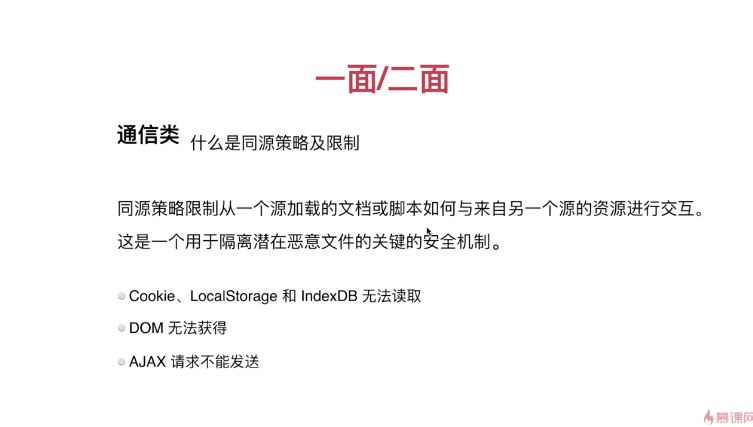 一面/二面
通信类 什么是同源策略及限制
同源策略限制从一个源加载的文档或脚本如何与来自另一个源的资源进行交互。
这是一个用于隔离潜在恶意文件的关键的安全机制。
Cookie、LocalStorage 和 IndexDB 无法读取
DOM 无法获得
AJAX 请求不能发送
慕课网